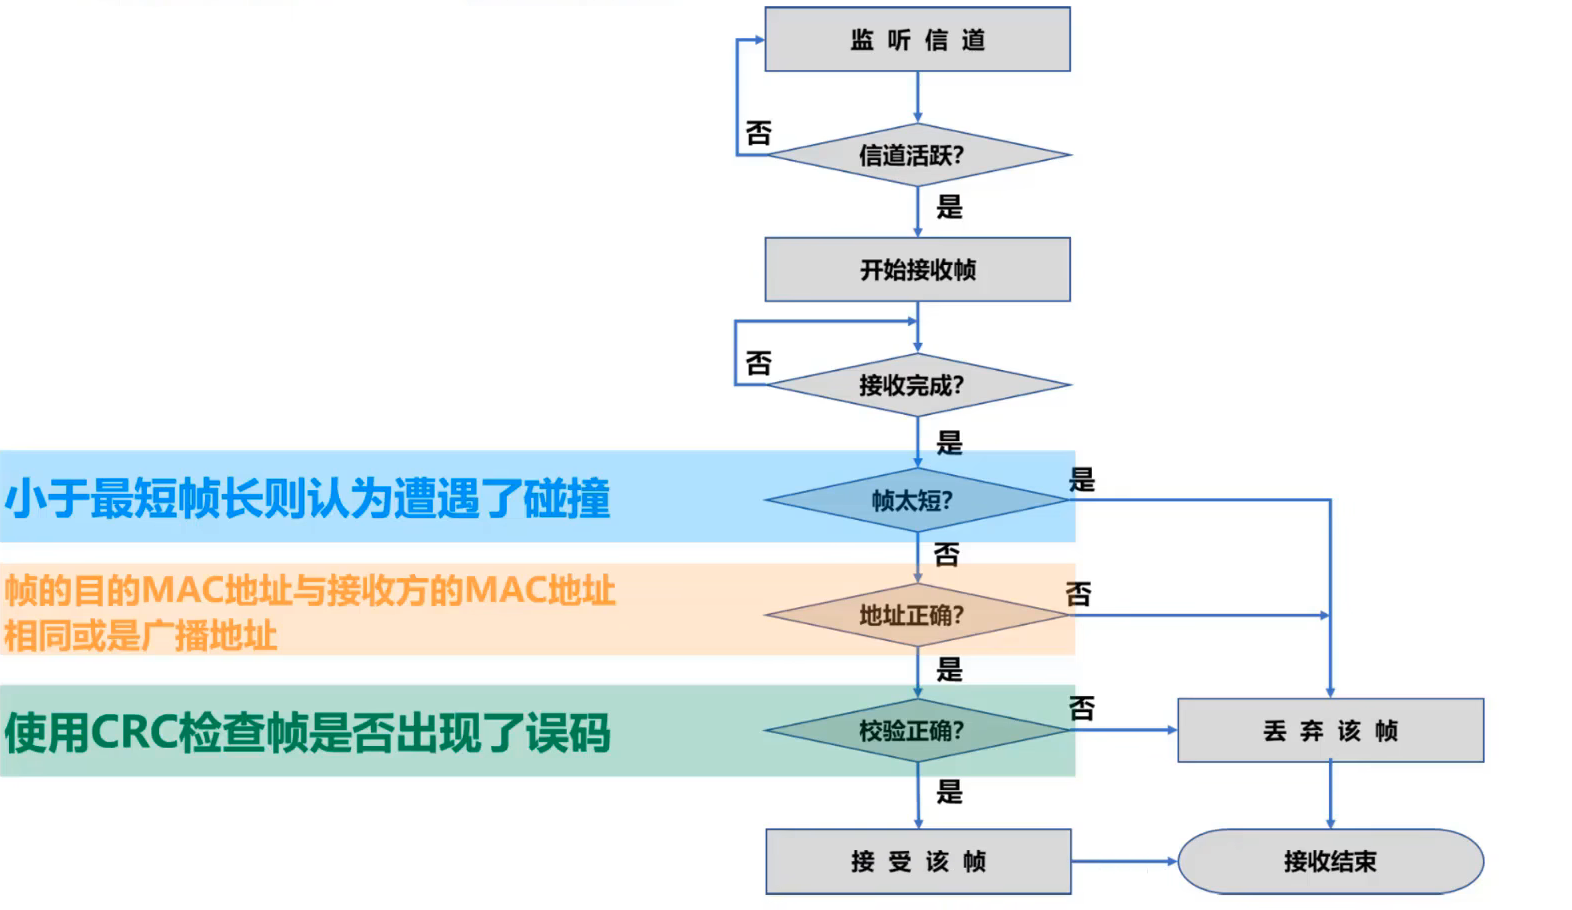 监 听 信 道
否
信道活跃?
是
开始接收帧
否
接收完成?
是
小于最短帧长则认为遭遇了碰撞
帧太短?
是
否
帧的目的MAC地址与接收方的MAC地址
相同或是广播地址
地址正确?
否
是
使用CRC检查帧是否出现了误码
校验正确?
否
丢 弃 该 帧
是
接 受 该 帧
接收结束